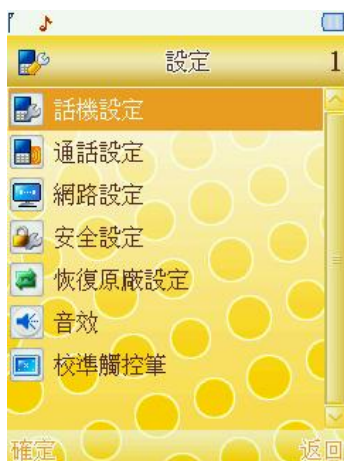 設定 1
話機設定
通話設定
網路設定
安全設定
恢復原廠設定
音效
校準觸控筆
確定 返回